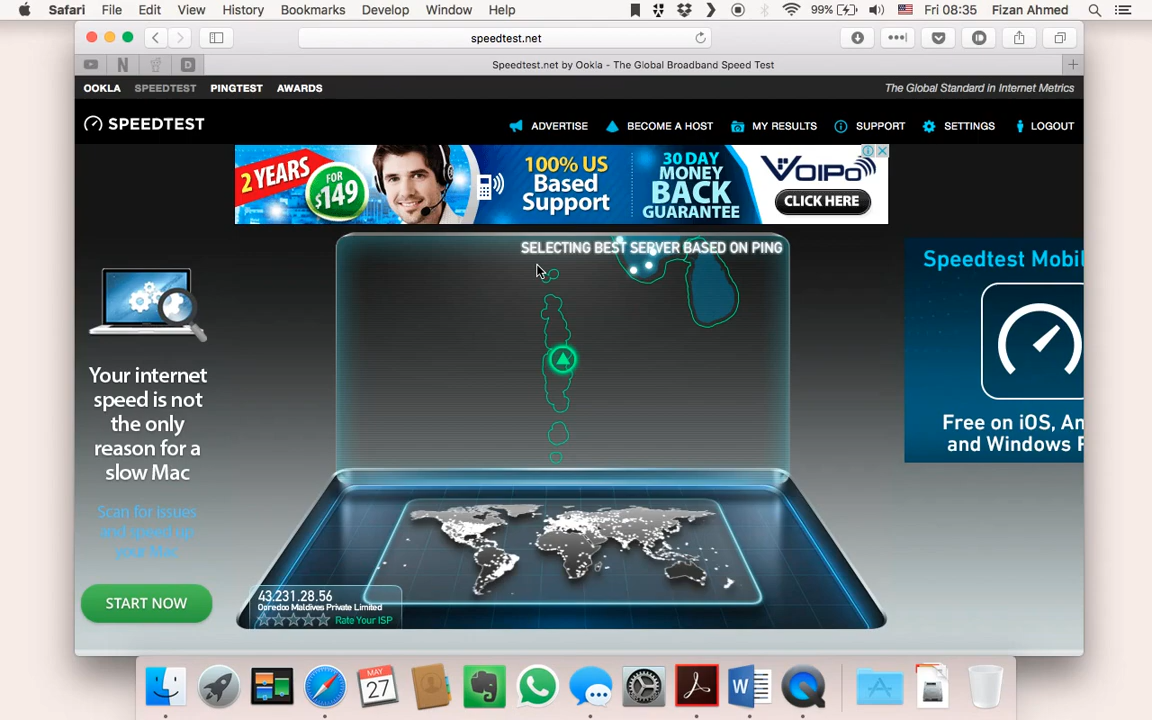 Safari File Edit View History Bookmarks Develop Window Help 99% Fri 08:35 Fizan Ahmed
speedtest.net
N D Speedtest.net by Ookla - The Global Broadband Speed Test
OOKLA SPEEDTEST PINGTEST AWARDS The Global Standard in Internet Metrics
SPEEDTEST ADVERTISE BECOME A HOST MY RESULTS SUPPORT SETTINGS LOGOUT
2 YEARS
FOR
$149
100% US
Based
Support
30 DAY
MONEY
BACK
GUARANTEE
VOIPo
CLICK HERE
SELECTING BEST SERVER BASED ON PING
Your internet
speed is not
the only
reason for a
slow Mac
Scan for issues
and speed up
your Mac
START NOW
Speedtest Mobil
Free on iOS, An
and Windows P
43.231.28.56
Ooredoo Maldives Private Limited
Rate Your ISP
MAY
27
W